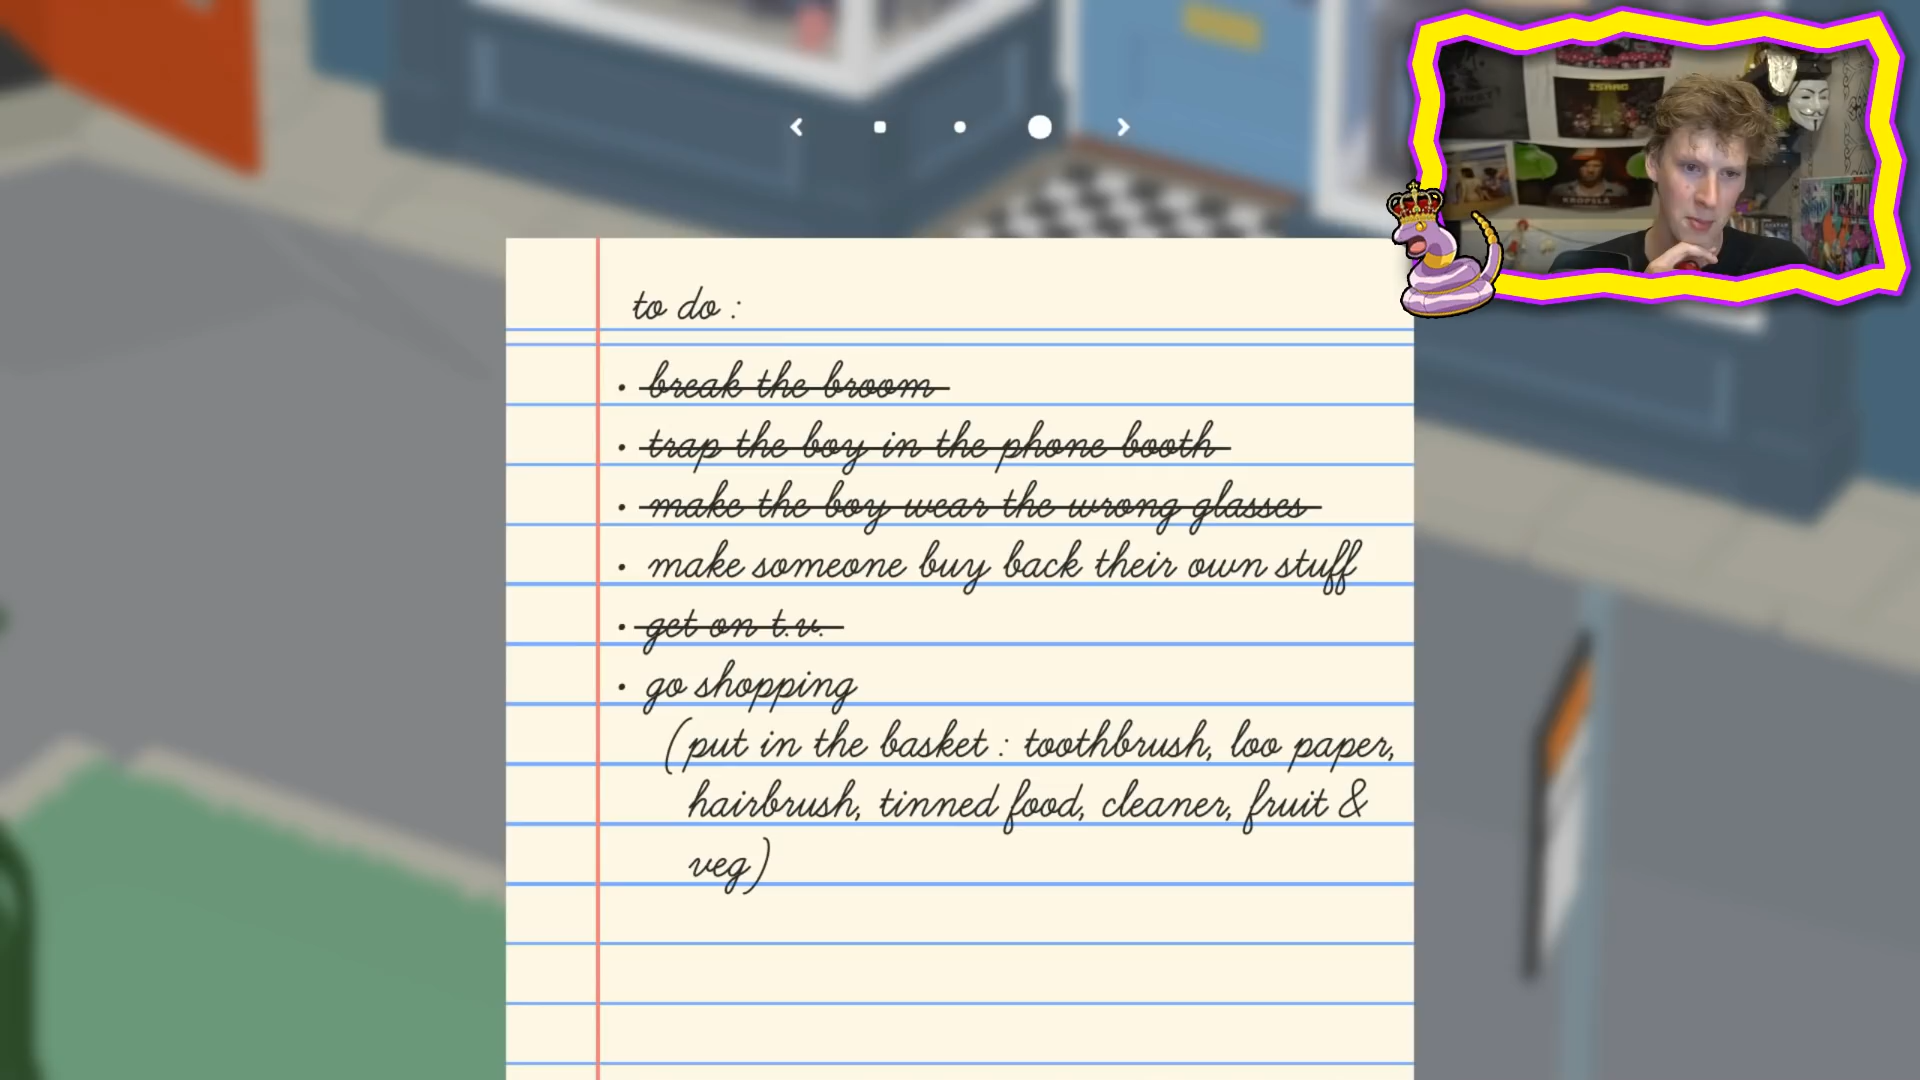 to do :
• break the broom
• trap the boy in the phone booth
• make the boy wear the wrong glasses
• make someone buy back their own stuff
• get on t.v.
• go shopping
(put in the basket : toothbrush, loo paper,
hairbrush, tinned food, cleaner, fruit &
veg)
ISAAC